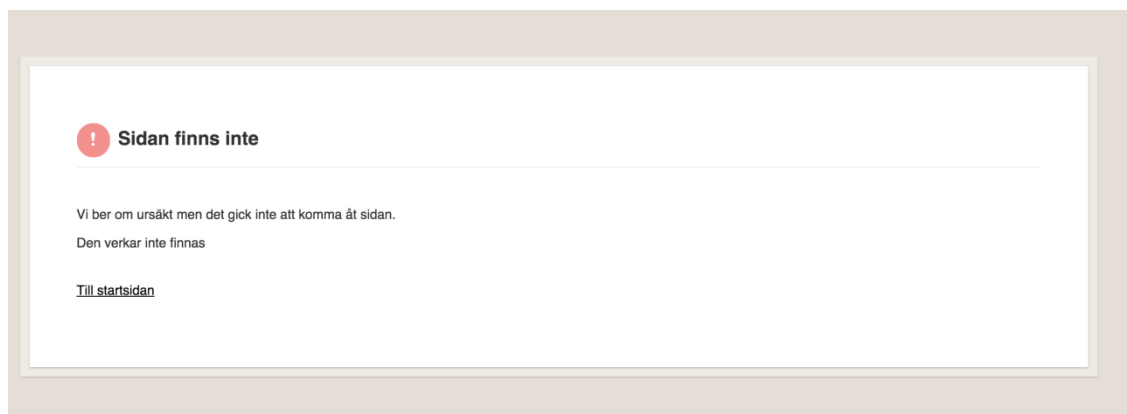 !
Sidan finns inte
Vi ber om ursäkt men det gick inte att komma åt sidan.
Den verkar inte finnas
Till startsidan